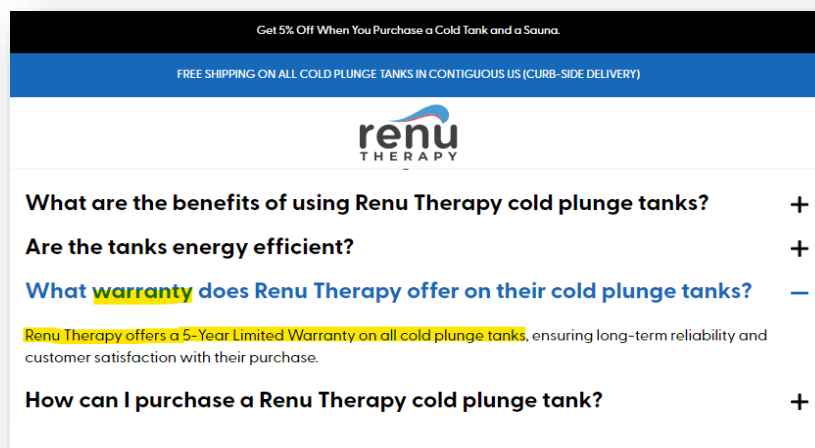 Get 5% Off When You Purchase a Cold Tank and a Sauna.
FREE SHIPPING ON ALL COLD PLUNGE TANKS IN CONTIGUOUS US (CURB-SIDE DELIVERY)
renu
THERAPY
What are the benefits of using Renu Therapy cold plunge tanks?
+
Are the tanks energy efficient?
+
What warranty does Renu Therapy offer on their cold plunge tanks?
−
Renu Therapy offers a 5-Year Limited Warranty on all cold plunge tanks, ensuring long-term reliability and
customer satisfaction with their purchase.
How can I purchase a Renu Therapy cold plunge tank?
+